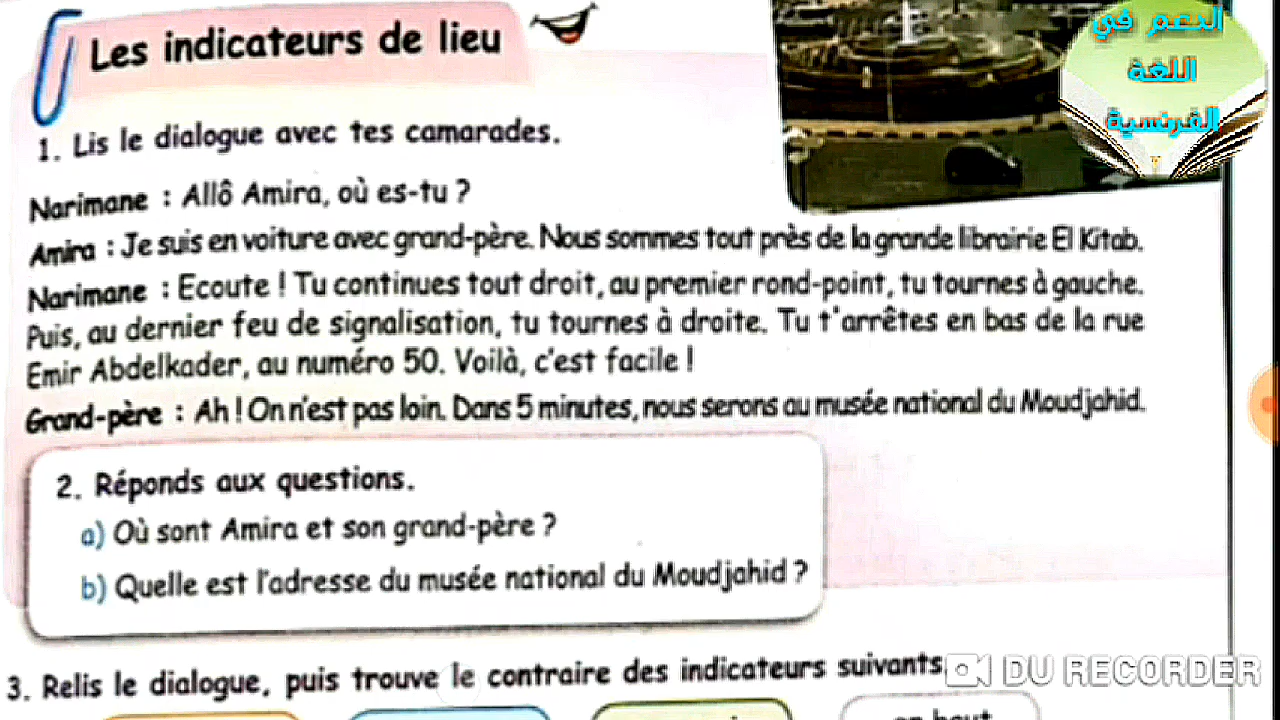 Les indicateurs de lieu
الدعم في
اللغة
الفرنسية
1. Lis le dialogue avec tes camarades.
Narimane : Allô Amira, où es-tu ?
Amira : Je suis en voiture avec grand-père. Nous sommes tout près de la grande librairie El Kitab.
Narimane : Ecoute ! Tu continues tout droit, au premier rond-point, tu tournes à gauche.
Puis, au dernier feu de signalisation, tu tournes à droite. Tu t'arrêtes en bas de la rue
Emir Abdelkader, au numéro 50. Voilà, c'est facile !
Grand-père : Ah ! On n'est pas loin. Dans 5 minutes, nous serons au musée national du Moudjahid.
2. Réponds aux questions.
a) Où sont Amira et son grand-père ?
b) Quelle est l'adresse du musée national du Moudjahid ?
3. Relis le dialogue, puis trouve le contraire des indicateurs suivants.
DU RECORDER
en haut